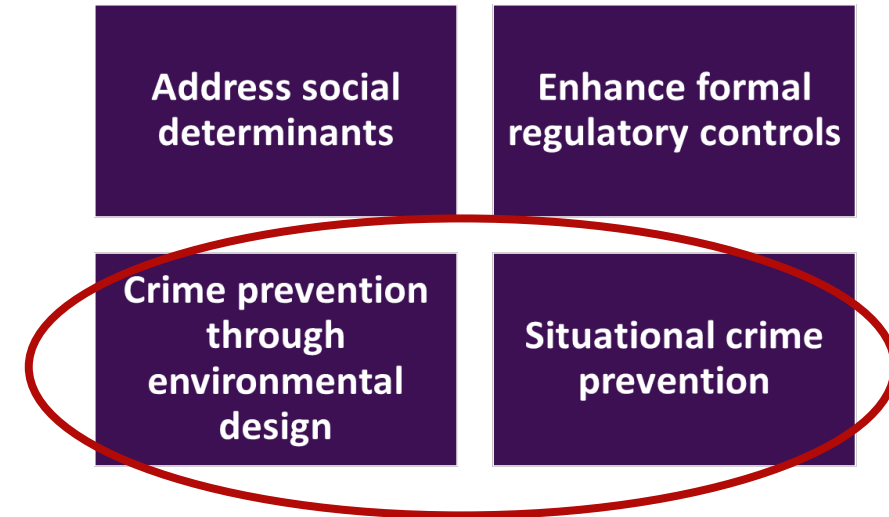 Address social
determinants
Enhance formal
regulatory controls
Crime prevention
through
environmental
design
Situational crime
prevention